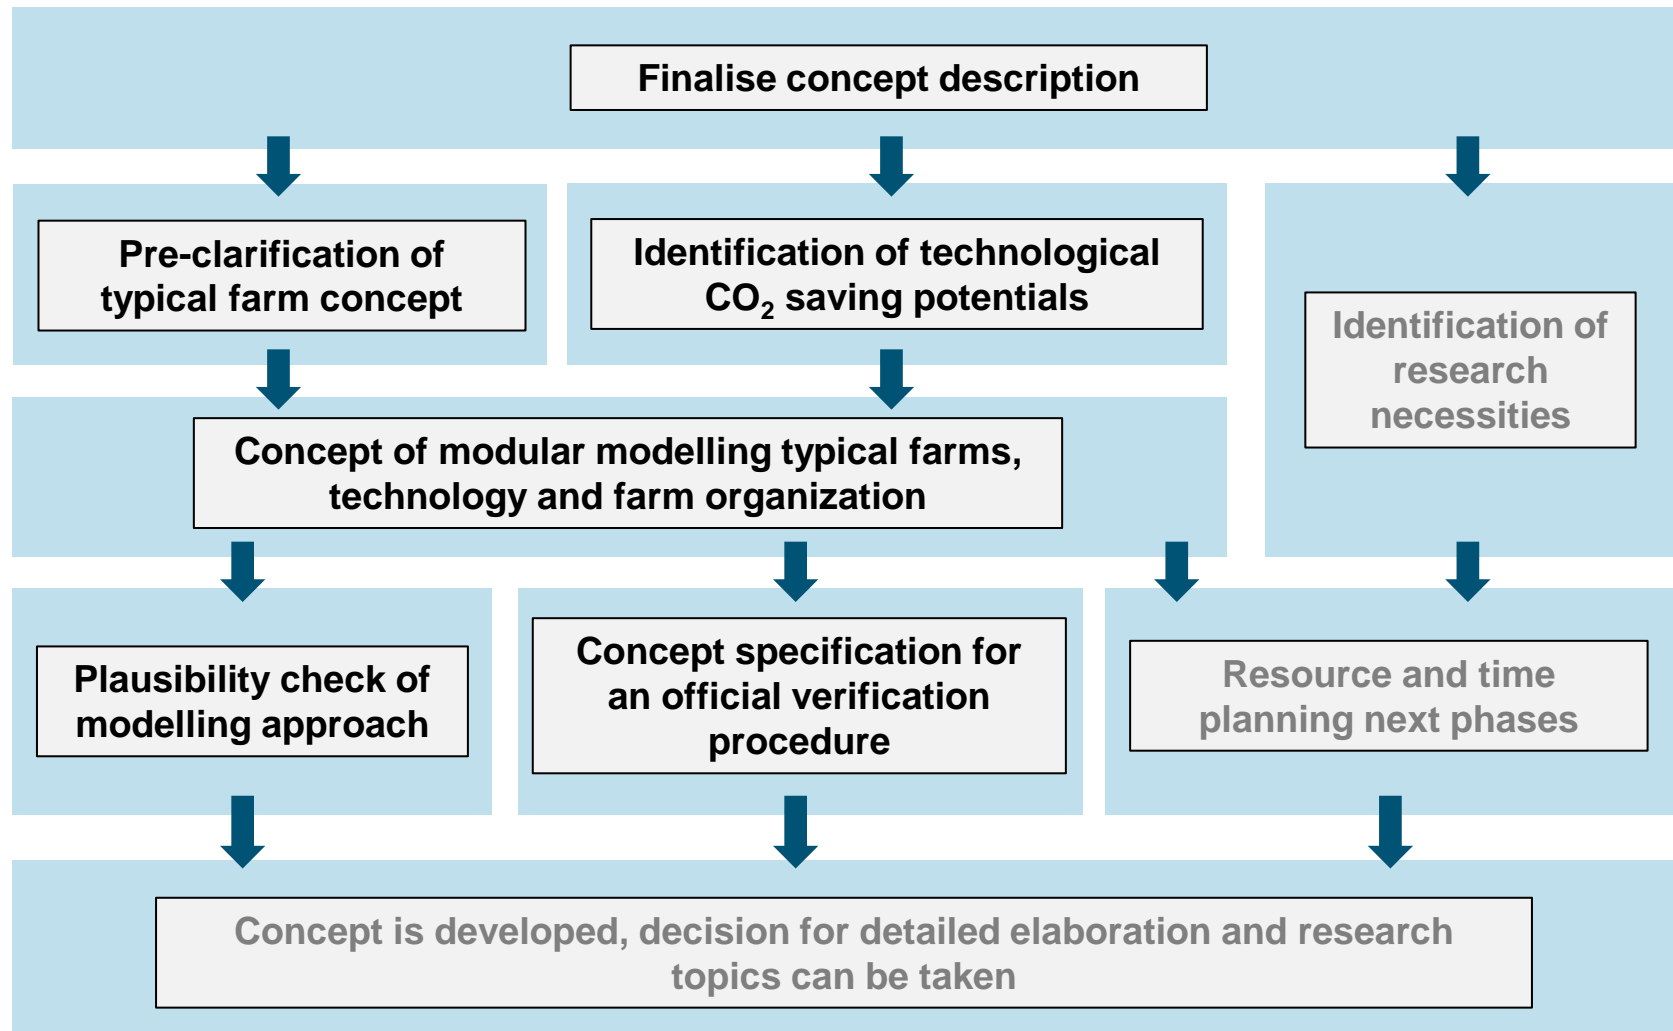 Finalise concept description
Pre-clarification of
typical farm concept
Identification of technological
CO₂ saving potentials
Identification of
research
necessities
Concept of modular modelling typical farms,
technology and farm organization
Plausibility check of
modelling approach
Concept specification for
an official verification
procedure
Resource and time
planning next phases
Concept is developed, decision for detailed elaboration and research
topics can be taken